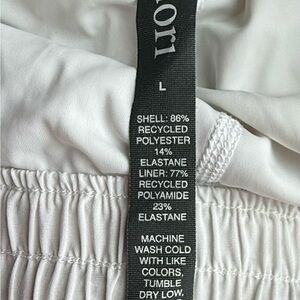 L
SHELL: 86%
RECYCLED
POLYESTER
14%
ELASTANE
LINER: 77%
RECYCLED
POLYAMIDE
23%
ELASTANE
MACHINE
WASH COLD
WITH LIKE
COLORS,
TUMBLE
DRY LOW.